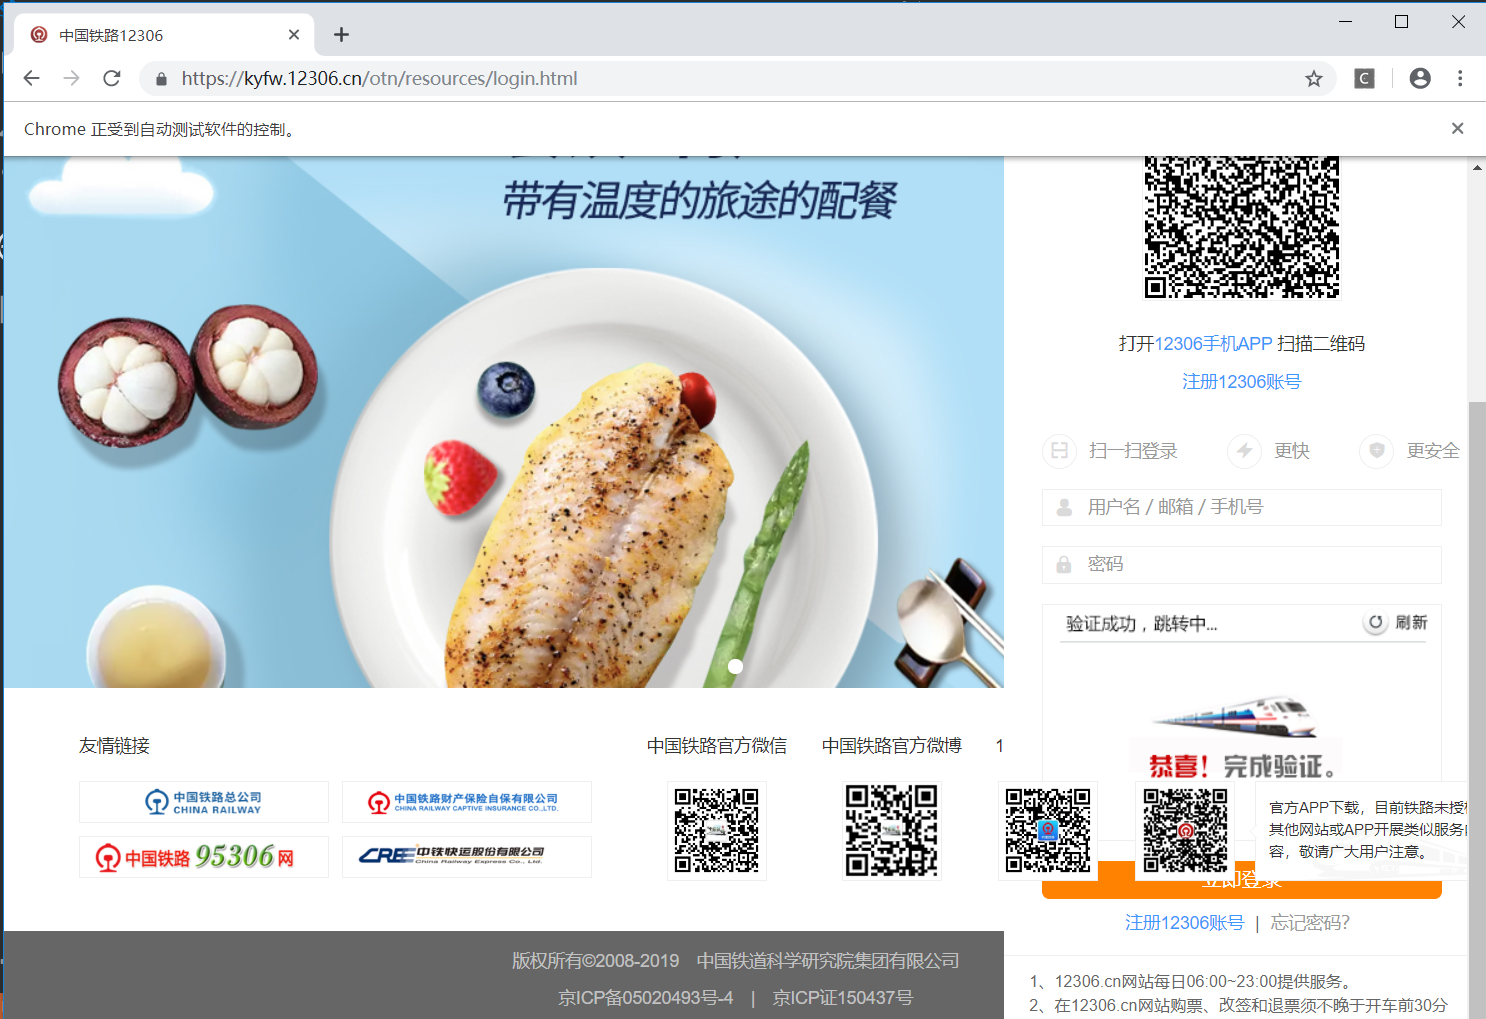 中国铁路12306
https://kyfw.12306.cn/otn/resources/login.html
C
Chrome 正受到自动测试软件的控制。
带有温度的旅途的配餐
打开12306手机APP 扫描二维码
注册12306账号
扫一扫登录 更快 更安全
用户名 / 邮箱 / 手机号
密码
验证成功，跳转中... 刷新
恭喜！完成验证。
友情链接 中国铁路官方微信 中国铁路官方微博 1
中国铁路总公司
CHINA RAILWAY
中国铁路财产保险自保有限公司
CHINA RAILWAY CAPTIVE INSURANCE CO.,LTD.
中国铁路 95306 网
CREE 中铁快运股份有限公司
China Railway Express Co., Ltd.
官方APP下载，目前铁路未授权
其他网站或APP开展类似服务内
容，敬请广大用户注意。
立即登录
注册12306账号 | 忘记密码?
版权所有©2008-2019 中国铁道科学研究院集团有限公司
京ICP备05020493号-4 | 京ICP证150437号
1、12306.cn网站每日06:00~23:00提供服务。
2、在12306.cn网站购票、改签和退票须不晚于开车前30分